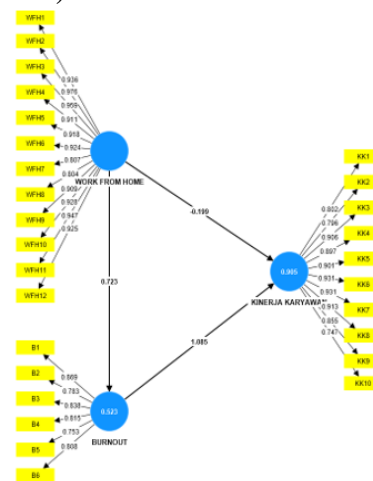 WFH1
WFH2
WFH3
WFH4
WFH5
WFH6
WFH7
WFH8
WFH9
WFH10
WFH11
WFH12
0.936
0.911
0.918
0.924
0.807
0.804
0.909
0.928
0.947
0.925
WORK FROM HOME
-0.199
0.723
KK1
KK2
KK3
KK4
KK5
KK6
KK7
KK8
KK9
KK10
0.802
0.796
0.906
0.897
0.901
0.931
0.931
0.913
0.855
0.747
0.905
KINERJA KARYAWAN
1.085
B1
B2
B3
B4
B5
B6
0.869
0.783
0.838
0.815
0.753
0.808
0.523
BURNOUT